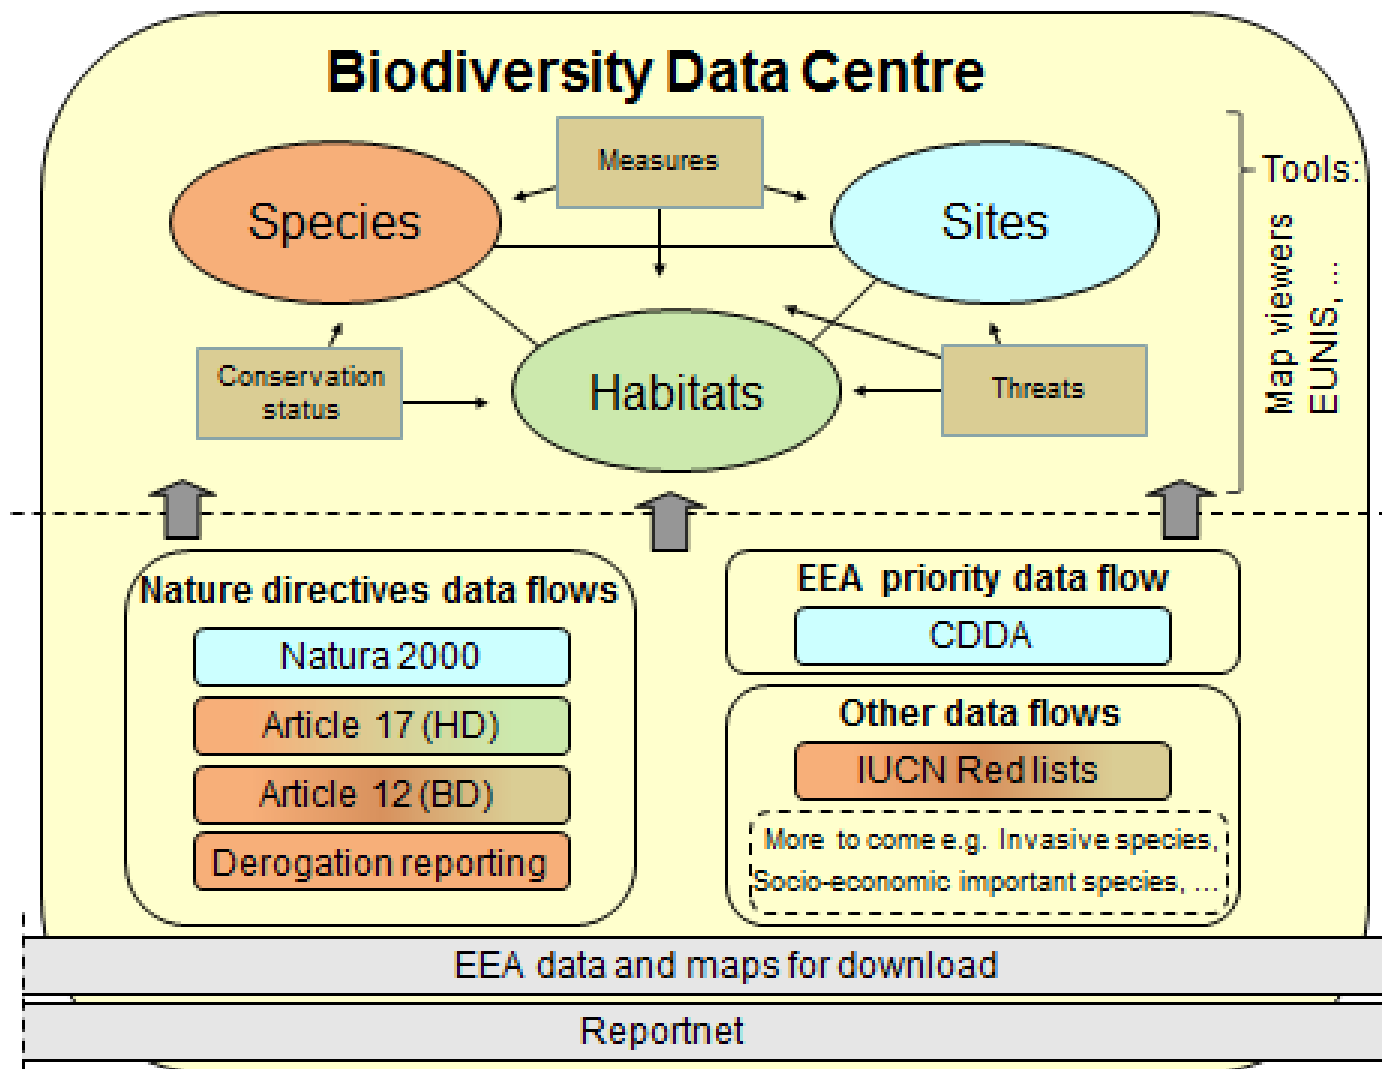 Biodiversity Data Centre
Measures
Species
Sites
Tools:
Map viewers
EUNIS, ...
Conservation
status
Habitats
Threats
Nature directives data flows
Natura 2000
Article 17 (HD)
Article 12 (BD)
Derogation reporting
EEA priority data flow
CDDA
Other data flows
IUCN Red lists
More to come e.g. Invasive species,
Socio-economic important species, ...
EEA data and maps for download
Reportnet